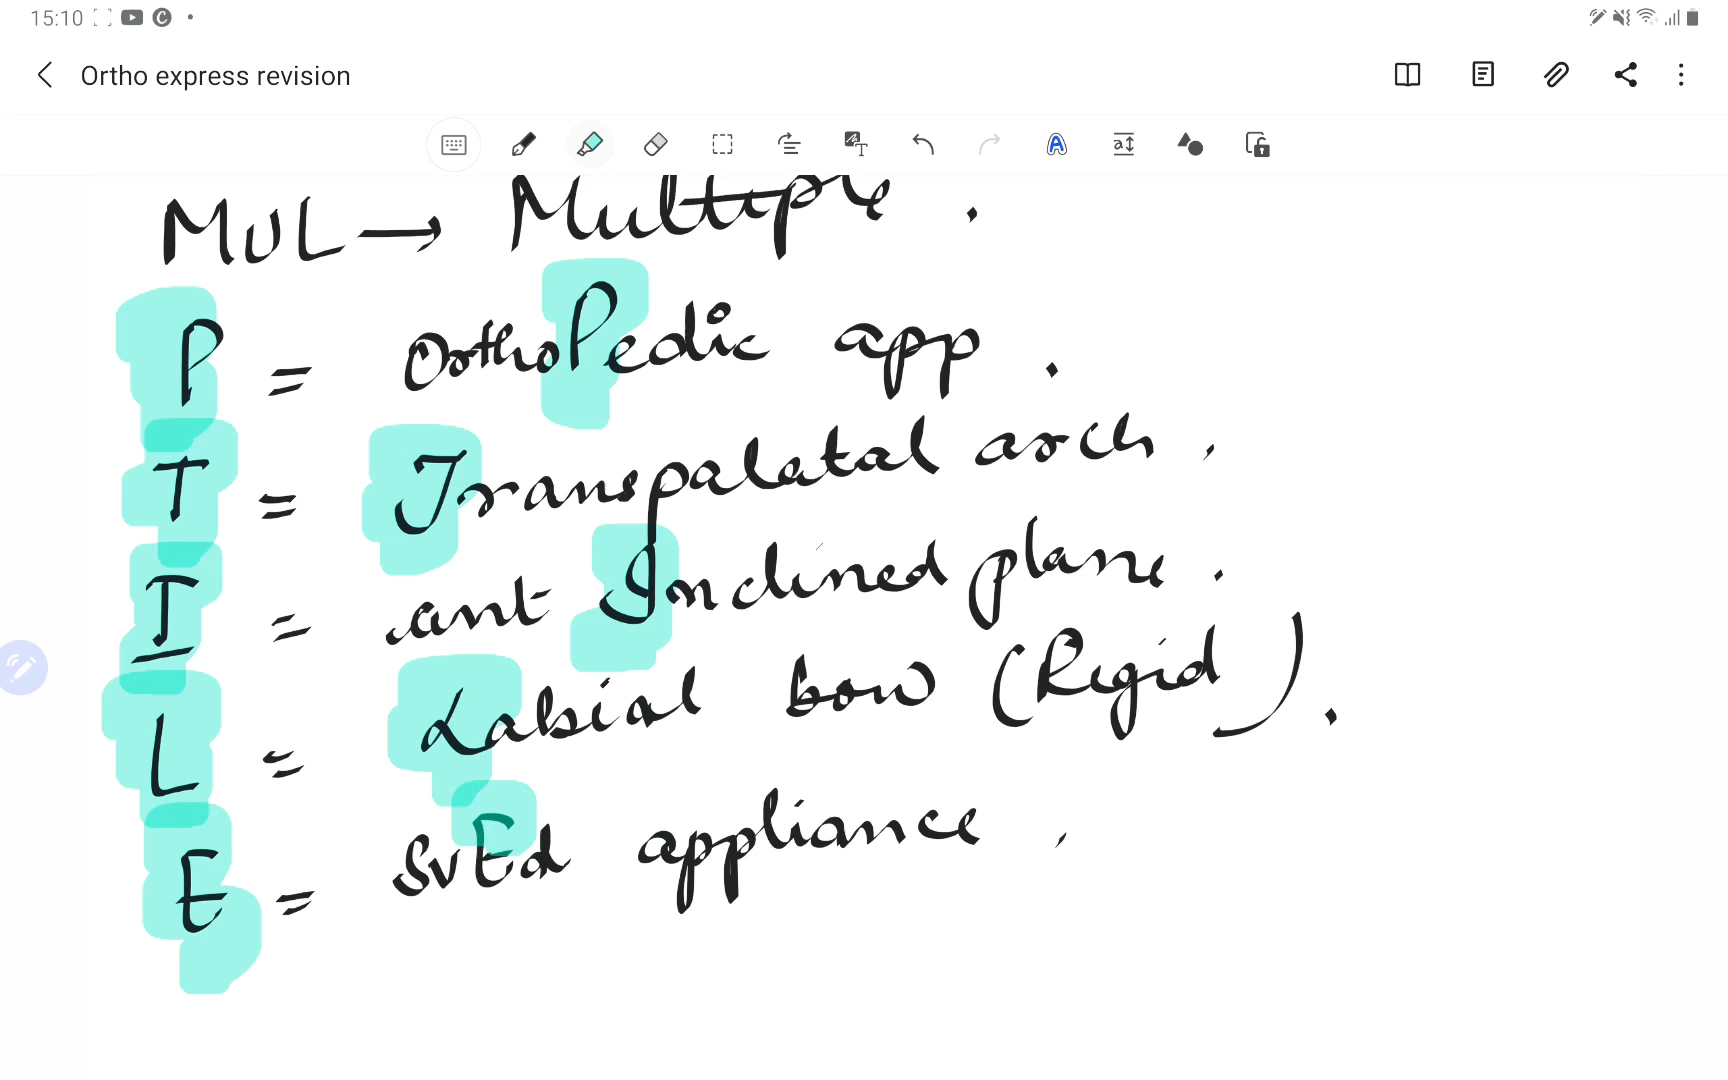 15:10
Ortho express revision
MUL → Multiple.
P = OrthoPedic app.
T = Transpalatal arch.
I = ant Inclined plane.
L = Labial bow (Rigid).
E = SvEd appliance.